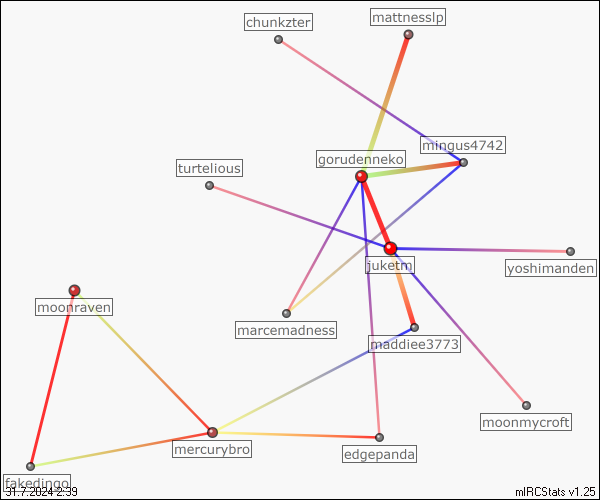 mattnesslp
chunkzter
mingus4742
gorudenneko
turtelious
juketm
yoshimanden
moonraven
marcemadness
maddiee3773
moonmycroft
mercurybro
edgepanda
fakedingo
31.7.2024 2:39
mIRCStats v1.25